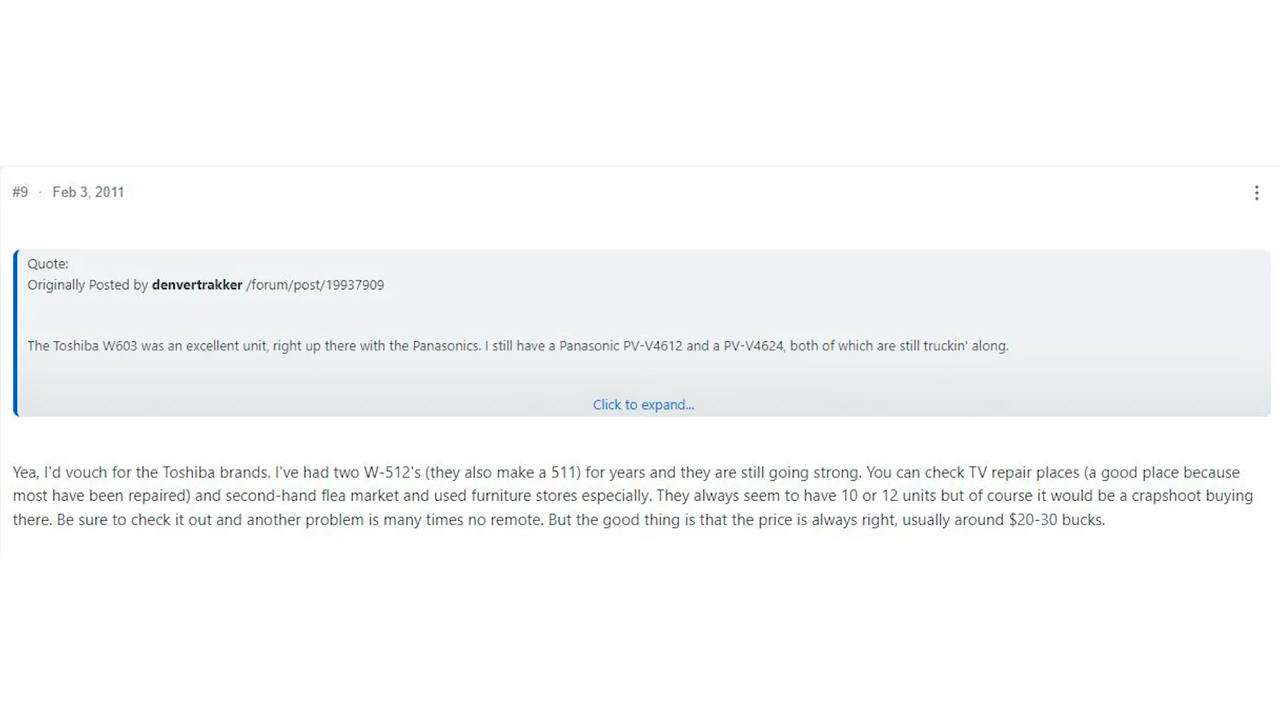 #9 · Feb 3, 2011
Quote:
Originally Posted by denvertrakker /forum/post/19937909
The Toshiba W603 was an excellent unit, right up there with the Panasonics. I still have a Panasonic PV-V4612 and a PV-V4624, both of which are still truckin' along.
Click to expand...
Yea, I'd vouch for the Toshiba brands. I've had two W-512's (they also make a 511) for years and they are still going strong. You can check TV repair places (a good place because
most have been repaired) and second-hand flea market and used furniture stores especially. They always seem to have 10 or 12 units but of course it would be a crapshoot buying
there. Be sure to check it out and another problem is many times no remote. But the good thing is that the price is always right, usually around $20-30 bucks.